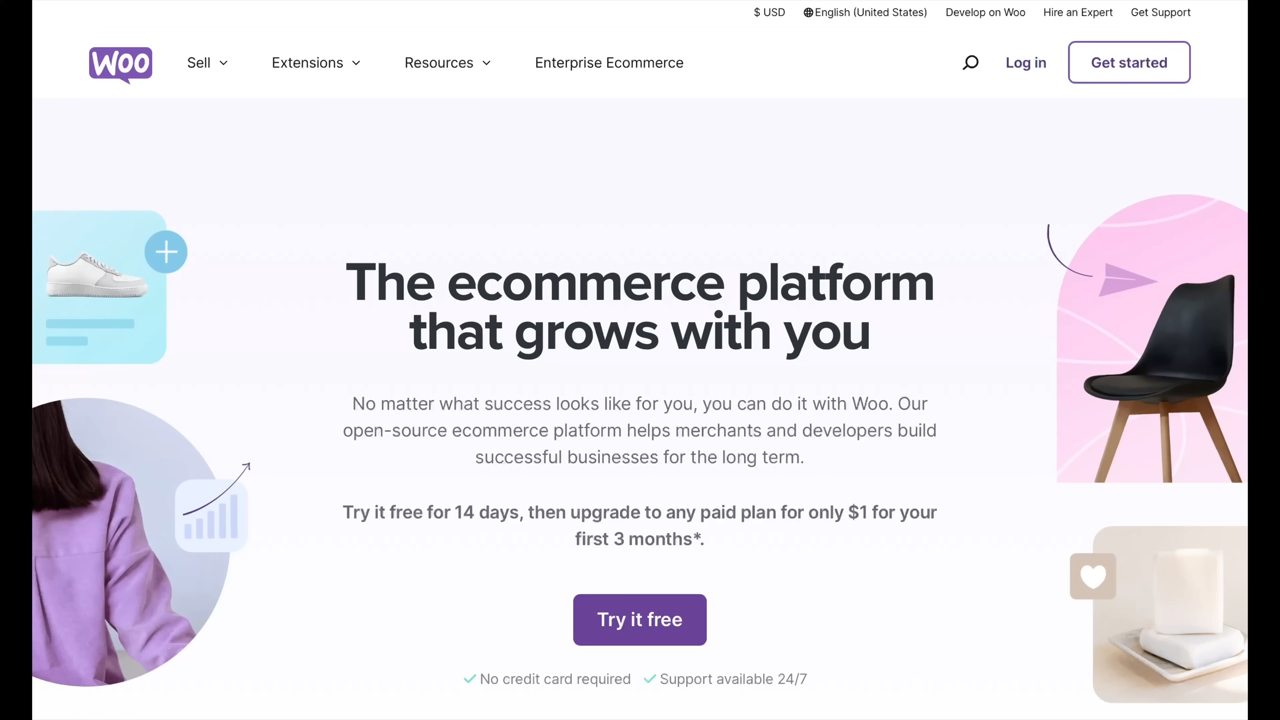 $ USD English (United States) Develop on Woo Hire an Expert Get Support
Woo Sell Extensions Resources Enterprise Ecommerce Log in Get started
The ecommerce platform
that grows with you
No matter what success looks like for you, you can do it with Woo. Our
open-source ecommerce platform helps merchants and developers build
successful businesses for the long term.
Try it free for 14 days, then upgrade to any paid plan for only $1 for your
first 3 months*.
Try it free
No credit card required Support available 24/7